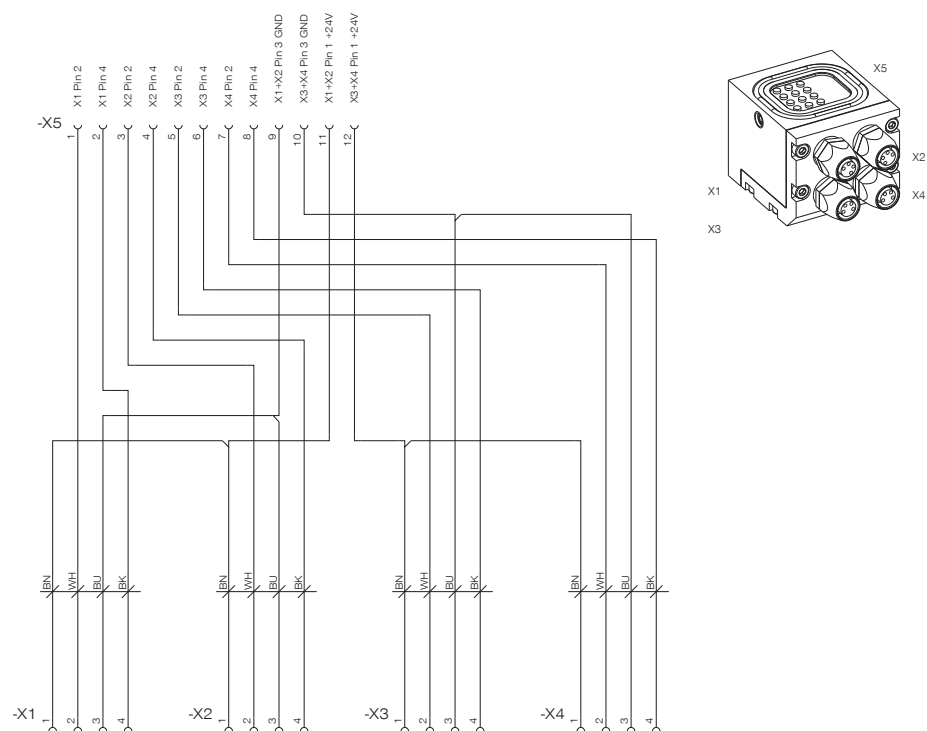 X1 Pin 2
X1 Pin 4
X2 Pin 2
X2 Pin 4
X3 Pin 2
X3 Pin 4
X4 Pin 2
X4 Pin 4
X1+X2 Pin 3 GND
X3+X4 Pin 3 GND
X1+X2 Pin 1 +24V
X3+X4 Pin 1 +24V
-X5
1
2
3
4
5
6
7
8
9
10
11
12
X5
X2
X1
X4
X3
BN
WH
BU
BK
BN
WH
BU
BK
BN
WH
BU
BK
BN
WH
BU
BK
-X1
1
2
3
4
-X2
1
2
3
4
-X3
1
2
3
4
-X4
1
2
3
4